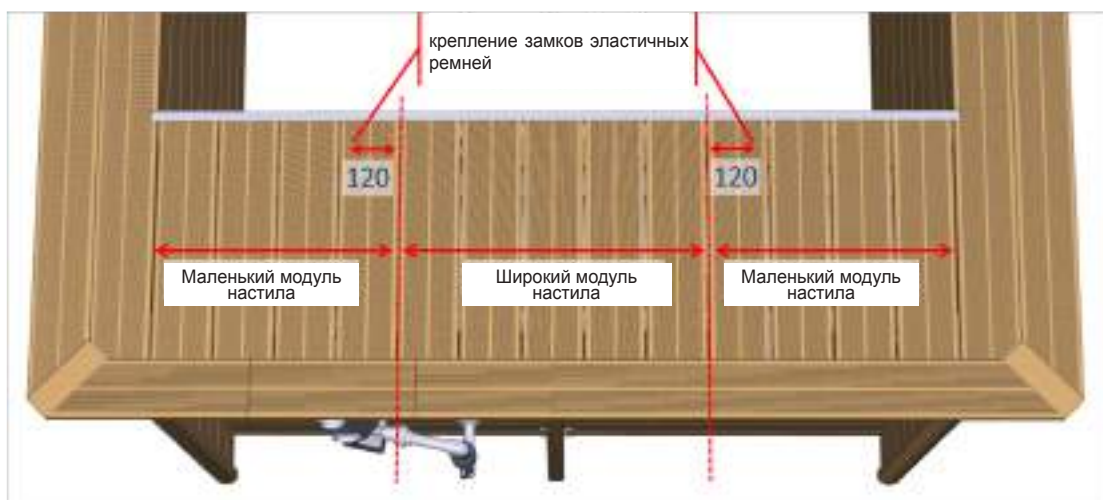 крепление замков эластичных
ремней
120
120
Маленький модуль
настила
Широкий модуль
настила
Маленький модуль
настила